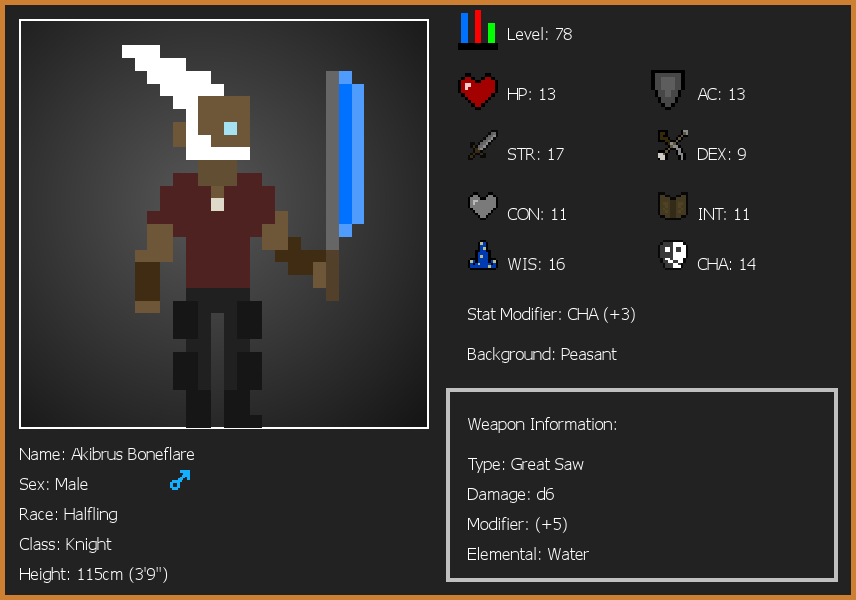 Level: 78
HP: 13
AC: 13
STR: 17
DEX: 9
CON: 11
INT: 11
WIS: 16
CHA: 14
Stat Modifier: CHA (+3)
Background: Peasant
Weapon Information:
Type: Great Saw
Damage: d6
Modifier: (+5)
Elemental: Water
Name: Akibrus Boneflare
Sex: Male
Race: Halfling
Class: Knight
Height: 115cm (3'9")